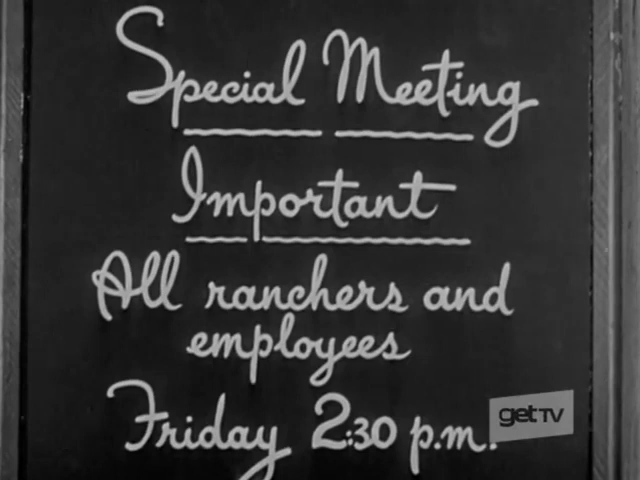 Special Meeting
Important
All ranchers and
employees
Friday 2:30 p.m.
getTV